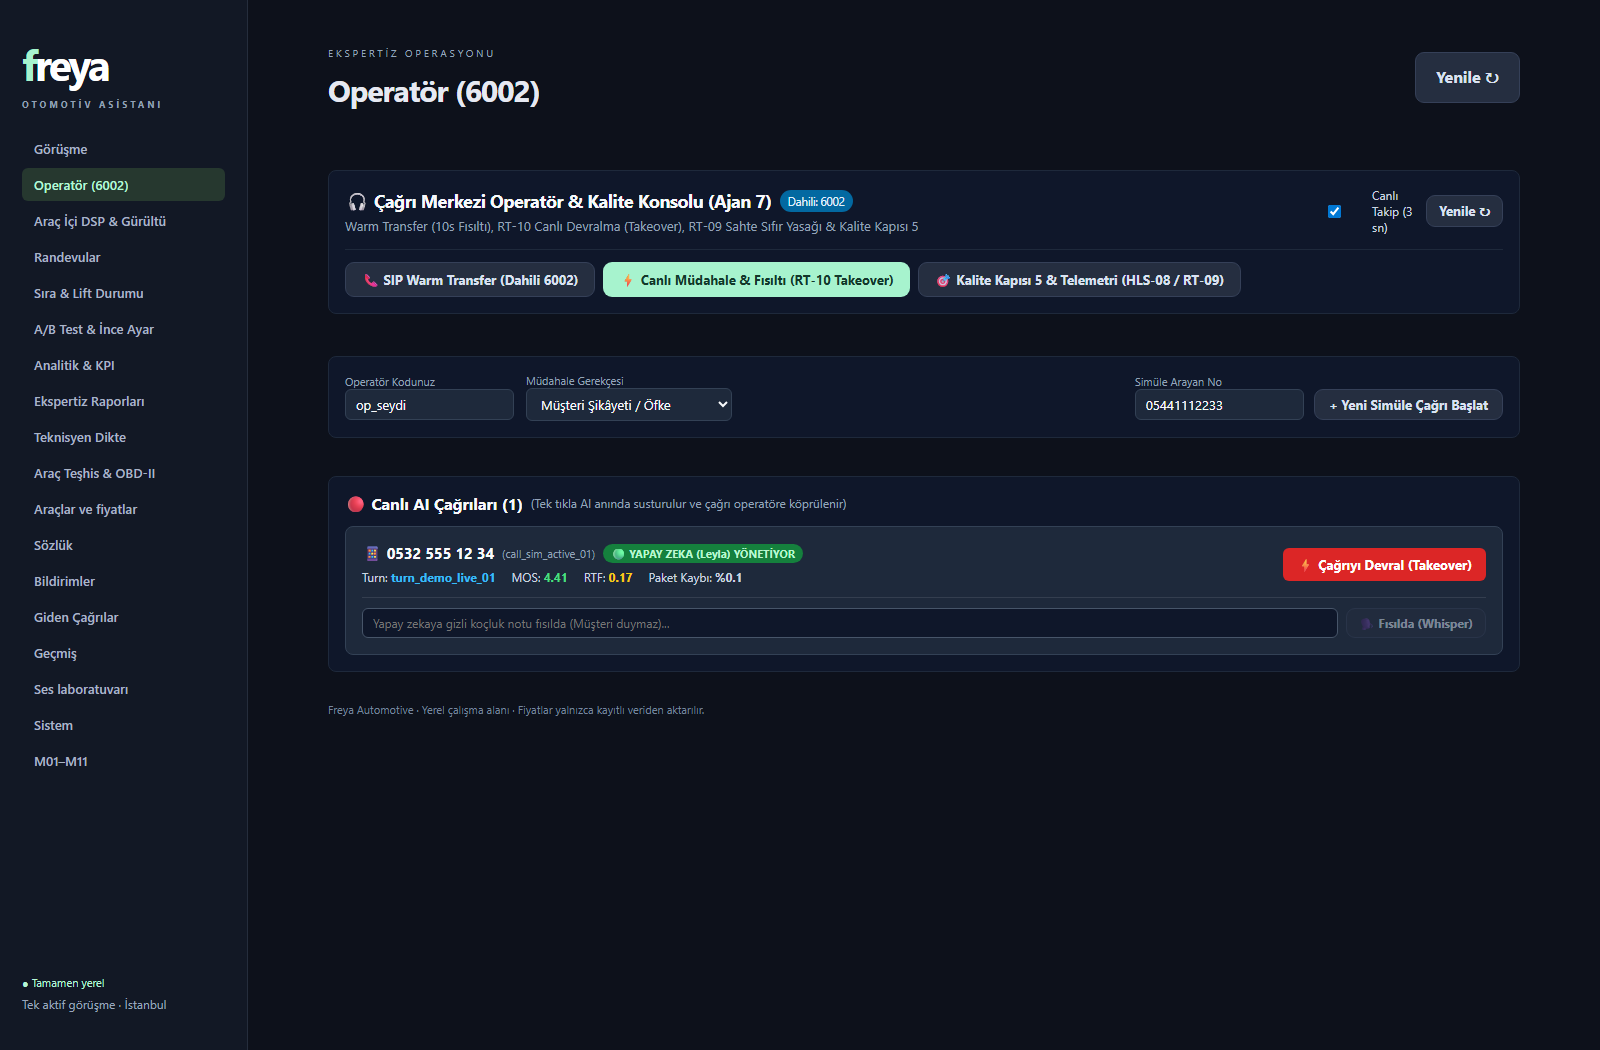 freya
OTOMOTİV ASİSTANI
Görüşme
Operatör (6002)
Araç İçi DSP & Gürültü
Randevular
Sıra & Lift Durumu
A/B Test & İnce Ayar
Analitik & KPI
Ekspertiz Raporları
Teknisyen Dikte
Araç Teşhis & OBD-II
Araçlar ve fiyatlar
Sözlük
Bildirimler
Giden Çağrılar
Geçmiş
Ses laboratuvarı
Sistem
M01–M11
● Tamamen yerel
Tek aktif görüşme · İstanbul
EKSPERTİZ OPERASYONU
Operatör (6002)
Yenile ↻
🎧 Çağrı Merkezi Operatör & Kalite Konsolu (Ajan 7) Dahili: 6002
Warm Transfer (10s Fısıltı), RT-10 Canlı Devralma (Takeover), RT-09 Sahte Sıfır Yasağı & Kalite Kapısı 5
Canlı
Takip (3
sn)
Yenile ↻
📞 SIP Warm Transfer (Dahili 6002)
⚡ Canlı Müdahale & Fısıltı (RT-10 Takeover)
🎯 Kalite Kapısı 5 & Telemetri (HLS-08 / RT-09)
Operatör Kodunuz
op_seydi
Müdahale Gerekçesi
Müşteri Şikâyeti / Öfke
Simüle Arayan No
05441112233
+ Yeni Simüle Çağrı Başlat
🔴 Canlı AI Çağrıları (1) (Tek tıkla AI anında susturulur ve çağrı operatöre köprülenir)
📱 0532 555 12 34 (call_sim_active_01) 🟢 YAPAY ZEKA (Leyla) YÖNETİYOR
Turn: turn_demo_live_01 MOS: 4.41 RTF: 0.17 Paket Kaybı: %0.1
⚡ Çağrıyı Devral (Takeover)
Yapay zekaya gizli koçluk notu fısılda (Müşteri duymaz)...
Fısılda (Whisper)
Freya Automotive · Yerel çalışma alanı · Fiyatlar yalnızca kayıtlı veriden aktarılır.